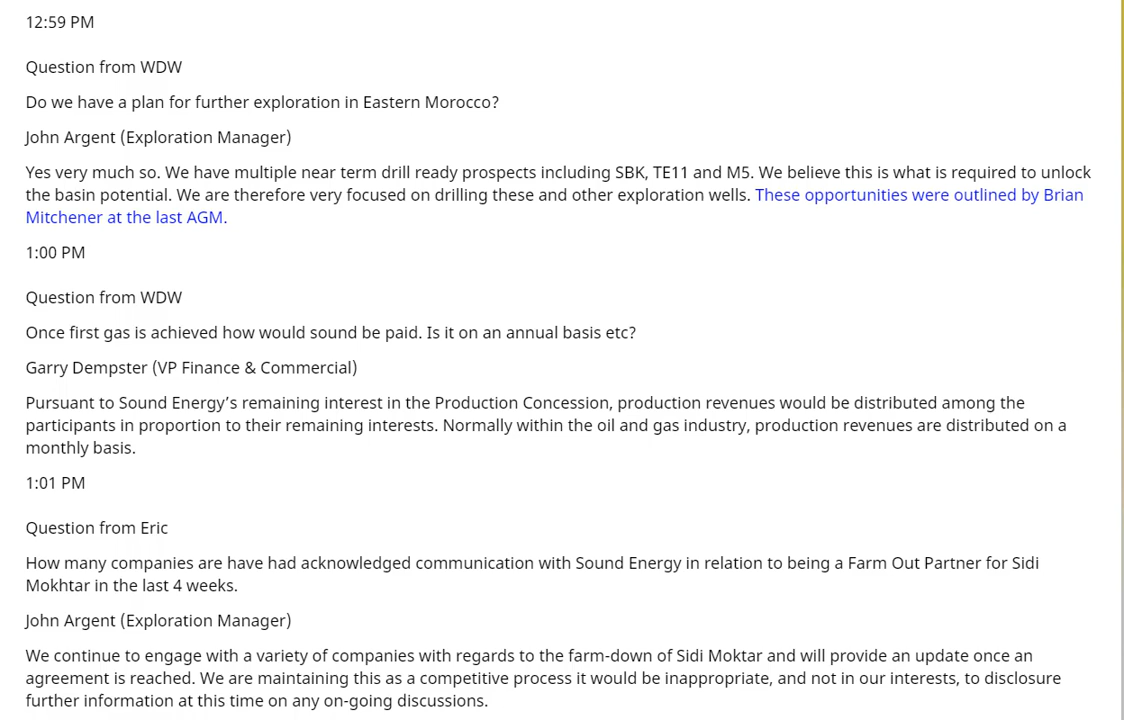 12:59 PM
Question from WDW
Do we have a plan for further exploration in Eastern Morocco?
John Argent (Exploration Manager)
Yes very much so. We have multiple near term drill ready prospects including SBK, TE11 and M5. We believe this is what is required to unlock
the basin potential. We are therefore very focused on drilling these and other exploration wells. These opportunities were outlined by Brian
Mitchener at the last AGM.
1:00 PM
Question from WDW
Once first gas is achieved how would sound be paid. Is it on an annual basis etc?
Garry Dempster (VP Finance & Commercial)
Pursuant to Sound Energy’s remaining interest in the Production Concession, production revenues would be distributed among the
participants in proportion to their remaining interests. Normally within the oil and gas industry, production revenues are distributed on a
monthly basis.
1:01 PM
Question from Eric
How many companies are have had acknowledged communication with Sound Energy in relation to being a Farm Out Partner for Sidi
Mokhtar in the last 4 weeks.
John Argent (Exploration Manager)
We continue to engage with a variety of companies with regards to the farm-down of Sidi Moktar and will provide an update once an
agreement is reached. We are maintaining this as a competitive process it would be inappropriate, and not in our interests, to disclosure
further information at this time on any on-going discussions.